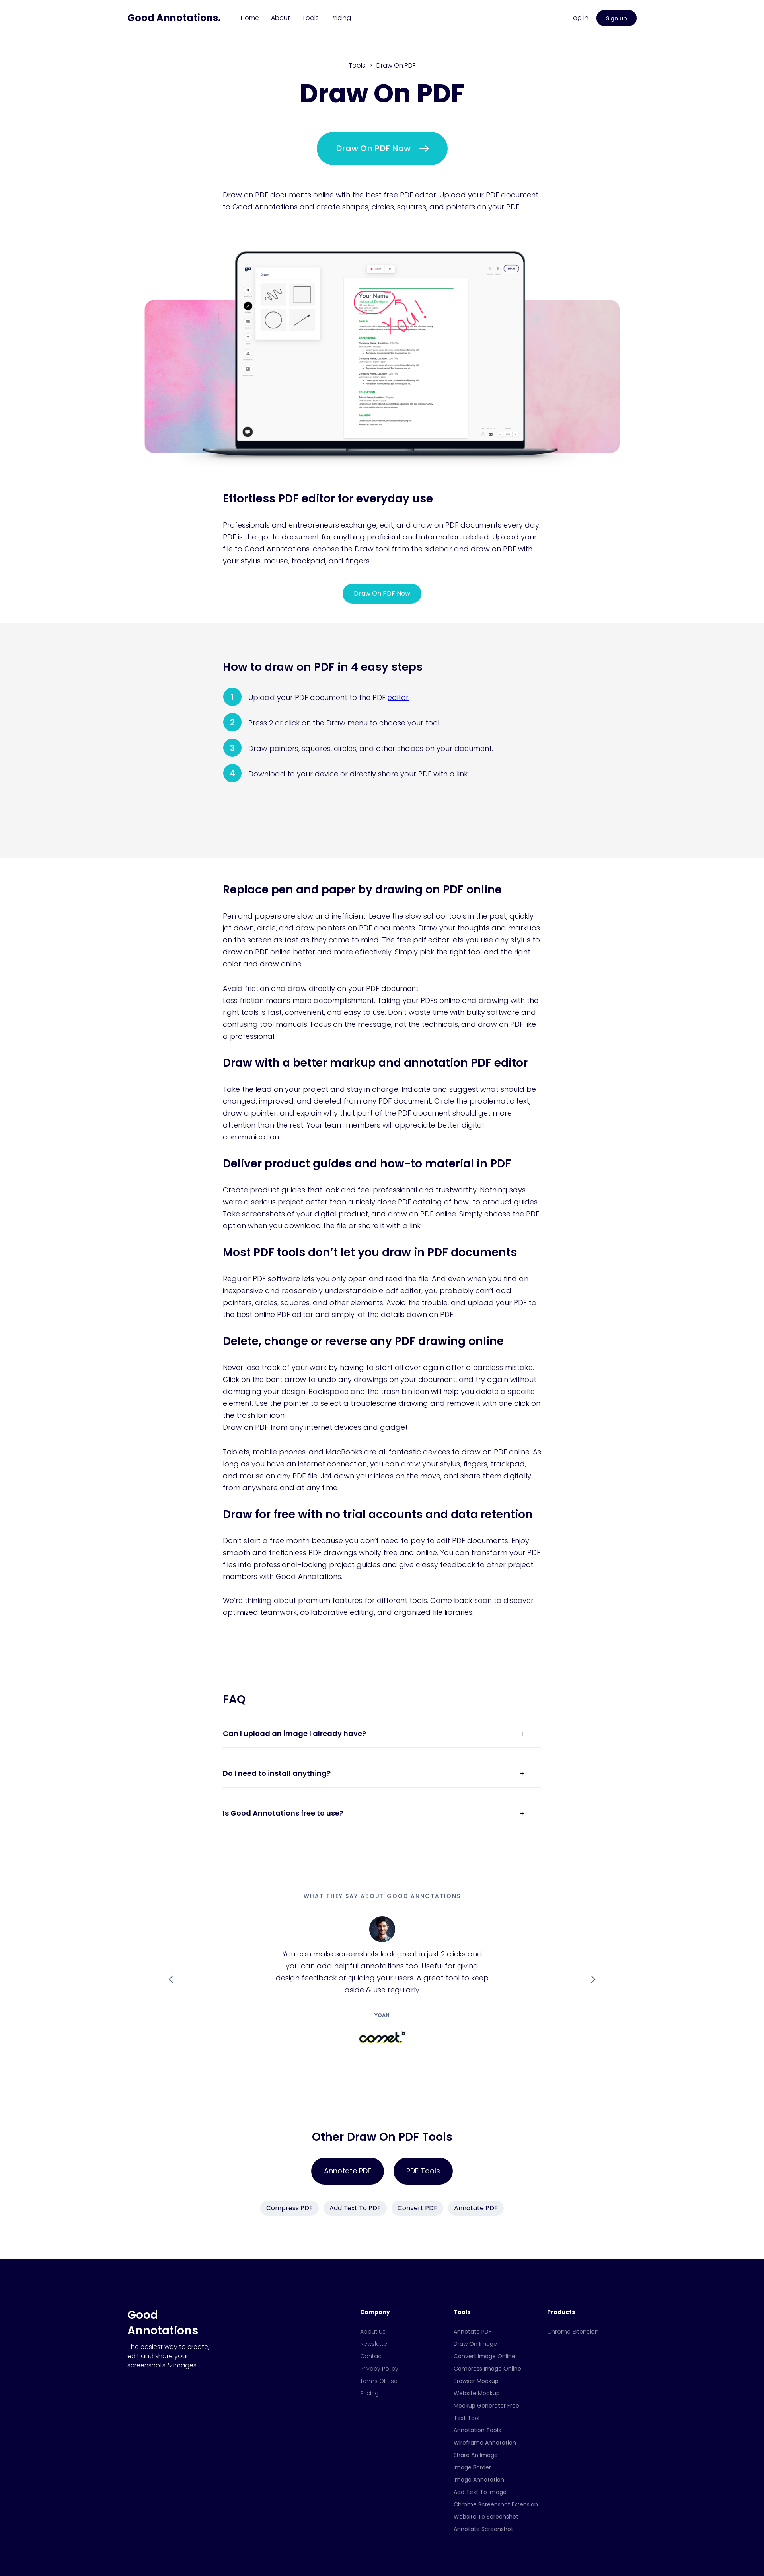 Good Annotations.
Home
About
Tools
Pricing
Log in
Sign up
Tools > Draw On PDF
Draw On PDF
Draw On PDF Now
Draw on PDF documents online with the best free PDF editor. Upload your PDF document
to Good Annotations and create shapes, circles, squares, and pointers on your PDF.
go
Your Name
Industrial Designer
You!
SKILLS
EXPERIENCE
EDUCATION
AWARDS
Effortless PDF editor for everyday use
Professionals and entrepreneurs exchange, edit, and draw on PDF documents every day.
PDF is the go-to document for anything proficient and information related. Upload your
file to Good Annotations, choose the Draw tool from the sidebar and draw on PDF with
your stylus, mouse, trackpad, and fingers.
Draw On PDF Now
How to draw on PDF in 4 easy steps
1 Upload your PDF document to the PDF editor.
2 Press 2 or click on the Draw menu to choose your tool.
3 Draw pointers, squares, circles, and other shapes on your document.
4 Download to your device or directly share your PDF with a link.
Replace pen and paper by drawing on PDF online
Pen and papers are slow and inefficient. Leave the slow school tools in the past, quickly
jot down, circle, and draw pointers on PDF documents. Draw your thoughts and markups
on the screen as fast as they come to mind. The free pdf editor lets you use any stylus to
draw on PDF online better and more effectively. Simply pick the right tool and the right
color and draw online.
Avoid friction and draw directly on your PDF document
Less friction means more accomplishment. Taking your PDFs online and drawing with the
right tools is fast, convenient, and easy to use. Don’t waste time with bulky software and
confusing tool manuals. Focus on the message, not the technicals, and draw on PDF like
a professional.
Draw with a better markup and annotation PDF editor
Take the lead on your project and stay in charge. Indicate and suggest what should be
changed, improved, and deleted from any PDF document. Circle the problematic text,
draw a pointer, and explain why that part of the PDF document should get more
attention than the rest. Your team members will appreciate better digital
communication.
Deliver product guides and how-to material in PDF
Create product guides that look and feel professional and trustworthy. Nothing says
we’re a serious project better than a nicely done PDF catalog of how-to product guides.
Take screenshots of your digital product, and draw on PDF online. Simply choose the PDF
option when you download the file or share it with a link.
Most PDF tools don’t let you draw in PDF documents
Regular PDF software lets you only open and read the file. And even when you find an
inexpensive and reasonably understandable pdf editor, you probably can’t add
pointers, circles, squares, and other elements. Avoid the trouble, and upload your PDF to
the best online PDF editor and simply jot the details down on PDF.
Delete, change or reverse any PDF drawing online
Never lose track of your work by having to start all over again after a careless mistake.
Click on the bent arrow to undo any drawings on your document, and try again without
damaging your design. Backspace and the trash bin icon will help you delete a specific
element. Use the pointer to select a troublesome drawing and remove it with one click on
the trash bin icon.
Draw on PDF from any internet devices and gadget
Tablets, mobile phones, and MacBooks are all fantastic devices to draw on PDF online. As
long as you have an internet connection, you can draw your stylus, fingers, trackpad,
and mouse on any PDF file. Jot down your ideas on the move, and share them digitally
from anywhere and at any time.
Draw for free with no trial accounts and data retention
Don’t start a free month because you don’t need to pay to edit PDF documents. Enjoy
smooth and frictionless PDF drawings wholly free and online. You can transform your PDF
files into professional-looking project guides and give classy feedback to other project
members with Good Annotations.
We’re thinking about premium features for different tools. Come back soon to discover
optimized teamwork, collaborative editing, and organized file libraries.
FAQ
Can I upload an image I already have? +
Do I need to install anything? +
Is Good Annotations free to use? +
WHAT THEY SAY ABOUT GOOD ANNOTATIONS
You can make screenshots look great in just 2 clicks and
you can add helpful annotations too. Useful for giving
design feedback or guiding your users. A great tool to keep
aside & use regularly
YOAN
comet.
Other Draw On PDF Tools
Annotate PDF
PDF Tools
Compress PDF
Add Text To PDF
Convert PDF
Annotate PDF
Good
Annotations
The easiest way to create,
edit and share your
screenshots & images.
Company
About Us
Newsletter
Contact
Privacy Policy
Terms Of Use
Pricing
Tools
Annotate PDF
Draw On Image
Convert Image Online
Compress Image Online
Browser Mockup
Website Mockup
Mockup Generator Free
Text Tool
Annotation Tools
Wireframe Annotation
Share An Image
Image Border
Image Annotation
Add Text To Image
Chrome Screenshot Extension
Website To Screenshot
Annotate Screenshot
Products
Chrome Extension